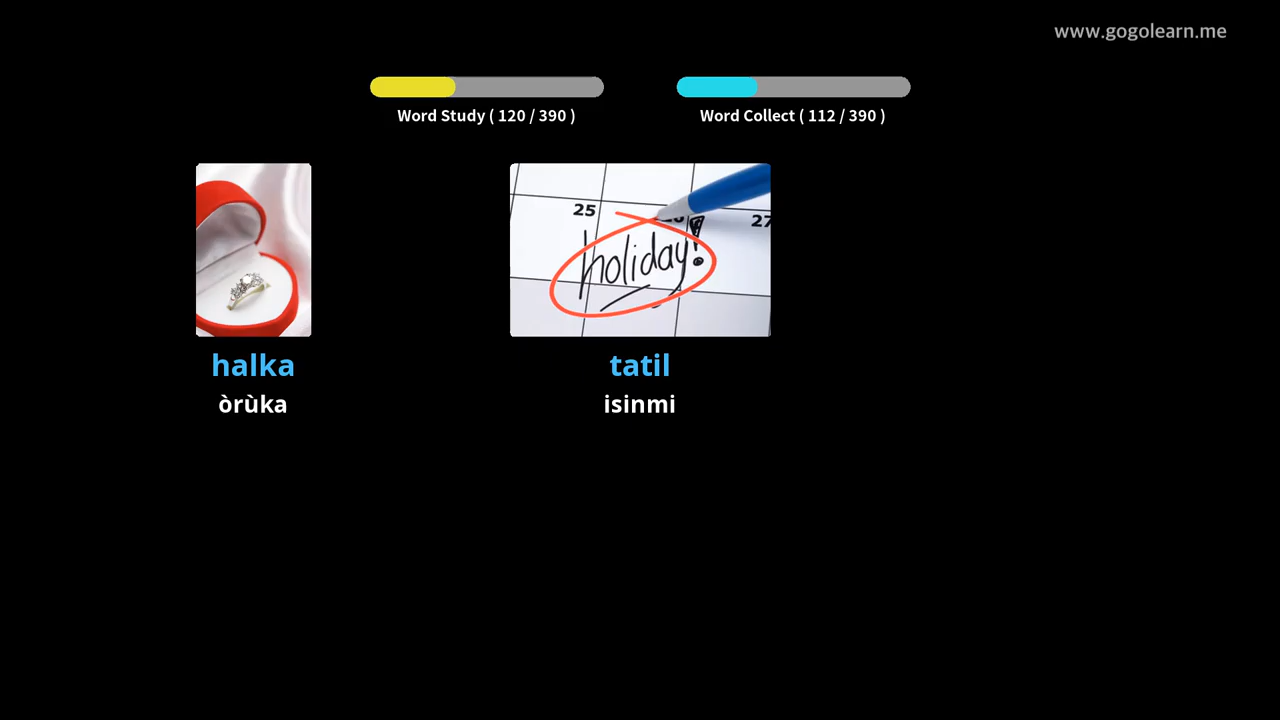 www.gogolearn.me
Word Study ( 120 / 390 )
Word Collect ( 112 / 390 )
25
27
holiday!
halka
òrùka
tatil
isinmi